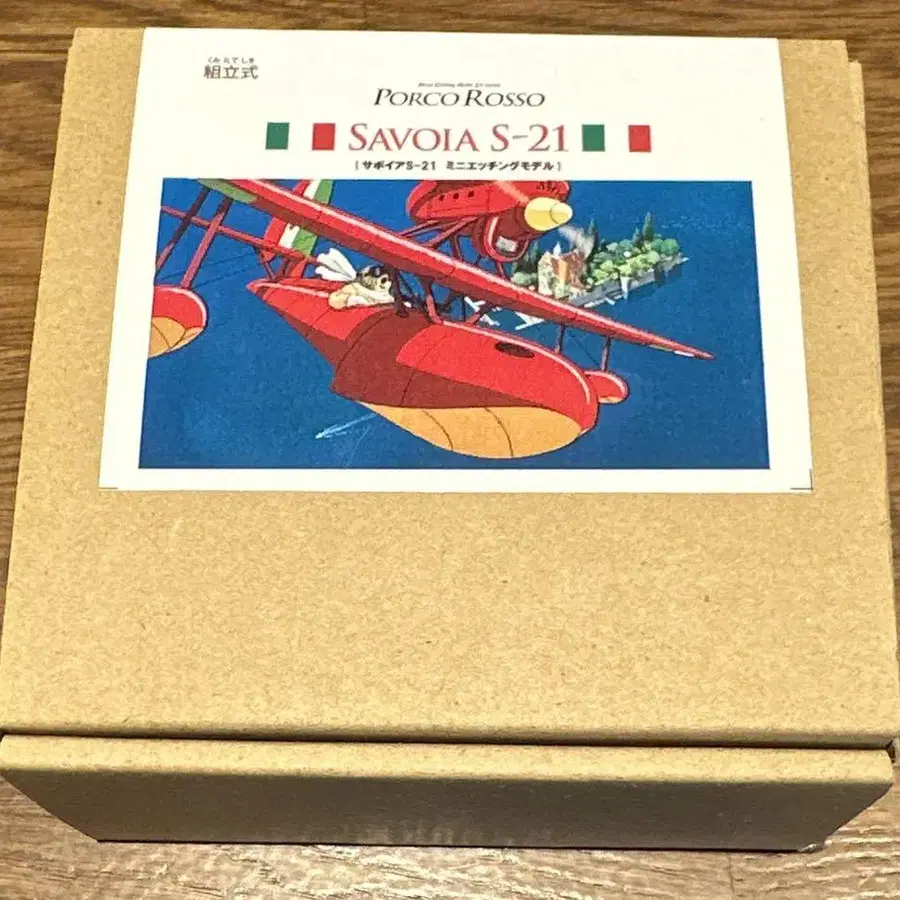 くみたてしき
組立式
PORCO ROSSO
SAVOIA S-21
[ サボイアS-21 ミニエッチングモデル ]